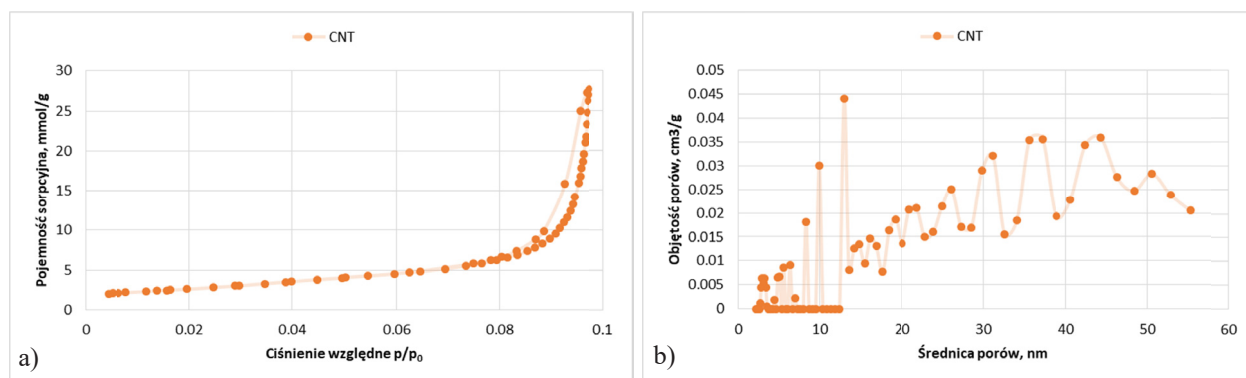 CNT
30
25
20
15
10
5
0
Pojemność sorpcyjna, mmol/g
0 0.02 0.04 0.06 0.08 0.1
Ciśnienie względne p/p₀
a)
CNT
0.05
0.045
0.04
0.035
0.03
0.025
0.02
0.015
0.01
0.005
0
Objętość porów, cm3/g
0 10 20 30 40 50 60
Średnica porów, nm
b)